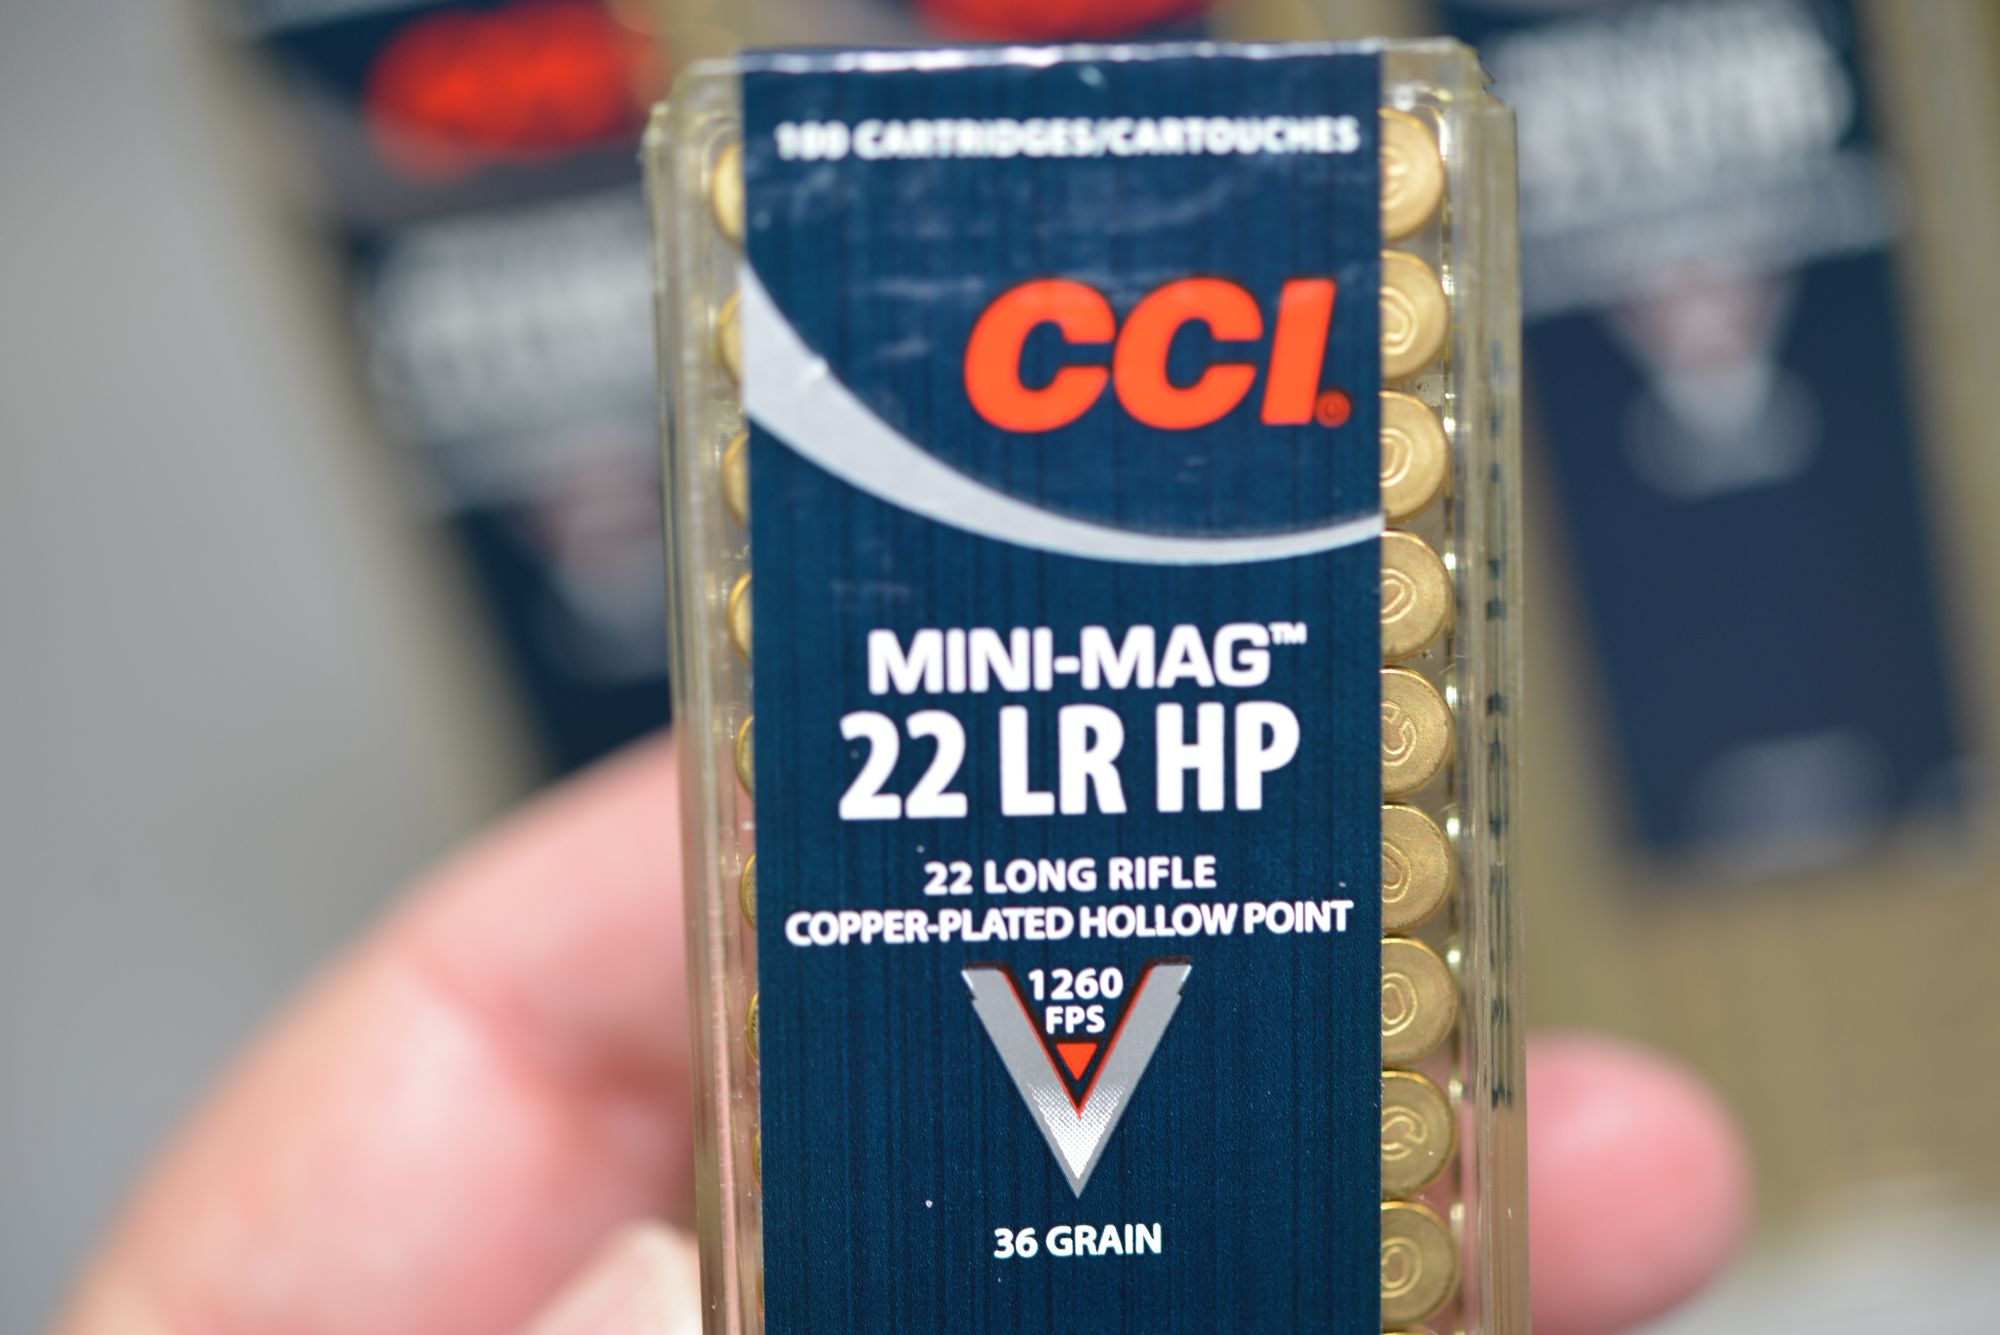 100 CARTRIDGES/CARTOUCHES
CCI®
MINI-MAG™
22 LR HP
22 LONG RIFLE
COPPER-PLATED HOLLOW POINT
1260
FPS
36 GRAIN